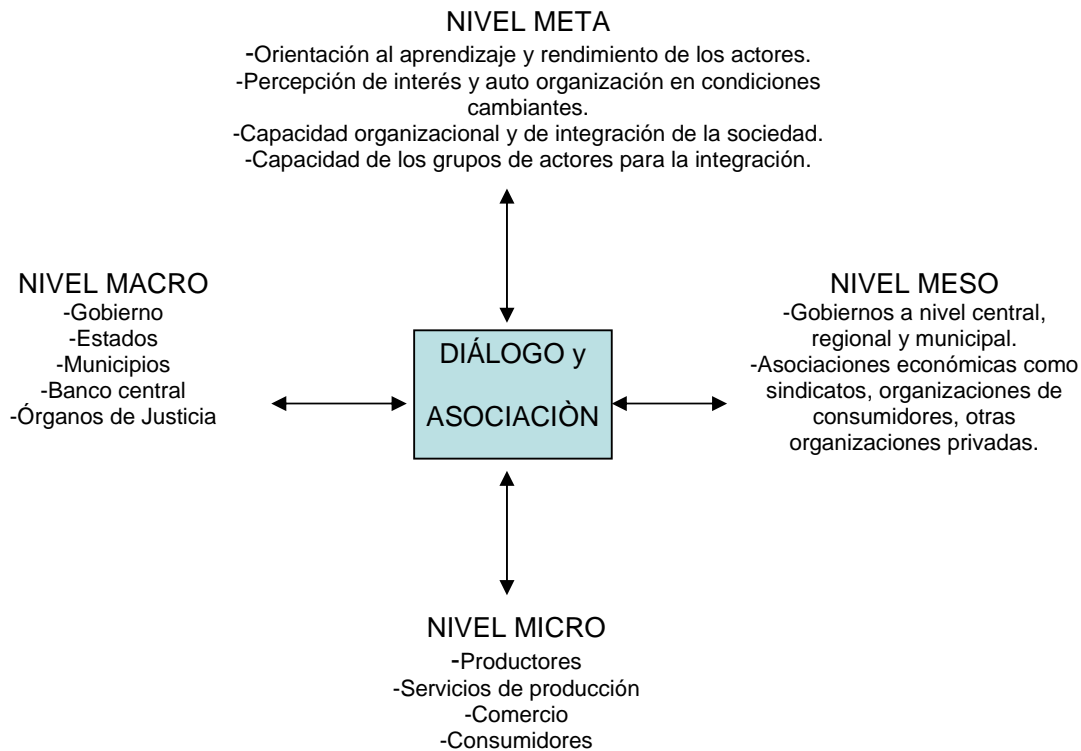 NIVEL META
-Orientación al aprendizaje y rendimiento de los actores.
-Percepción de interés y auto organización en condiciones
cambiantes.
-Capacidad organizacional y de integración de la sociedad.
-Capacidad de los grupos de actores para la integración.
NIVEL MACRO
-Gobierno
-Estados
-Municipios
-Banco central
-Órganos de Justicia
DIÁLOGO y
ASOCIACIÒN
NIVEL MESO
-Gobiernos a nivel central,
regional y municipal.
-Asociaciones económicas como
sindicatos, organizaciones de
consumidores, otras
organizaciones privadas.
NIVEL MICRO
-Productores
-Servicios de producción
-Comercio
-Consumidores